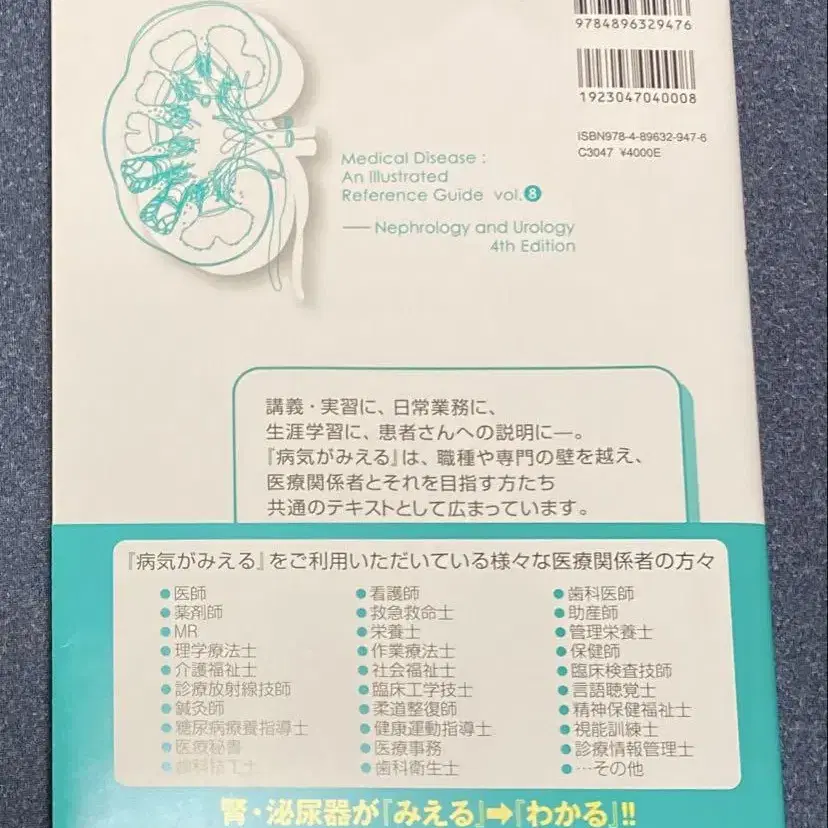 9784896329476
1923047040008
ISBN978-4-89632-947-6
C3047 ¥4000E
Medical Disease :
An Illustrated
Reference Guide vol.8
— Nephrology and Urology
4th Edition
講義・実習に、日常業務に、
生涯学習に、患者さんへの説明に―。
『病気がみえる』は、職種や専門の壁を越え、
医療関係者とそれを目指す方たち
共通のテキストとして広まっています。
『病気がみえる』をご利用いただいている様々な医療関係者の方々
●医師 ●看護師 ●歯科医師
●薬剤師 ●救急救命士 ●助産師
●MR ●栄養士 ●管理栄養士
●理学療法士 ●作業療法士 ●保健師
●介護福祉士 ●社会福祉士 ●臨床検査技師
●診療放射線技師 ●臨床工学技士 ●言語聴覚士
●鍼灸師 ●柔道整復師 ●精神保健福祉士
●糖尿病療養指導士 ●健康運動指導士 ●視能訓練士
●医療秘書 ●医療事務 ●診療情報管理士
●歯科技工士 ●歯科衛生士 ●…その他
腎・泌尿器が『みえる』➡『わかる』!!